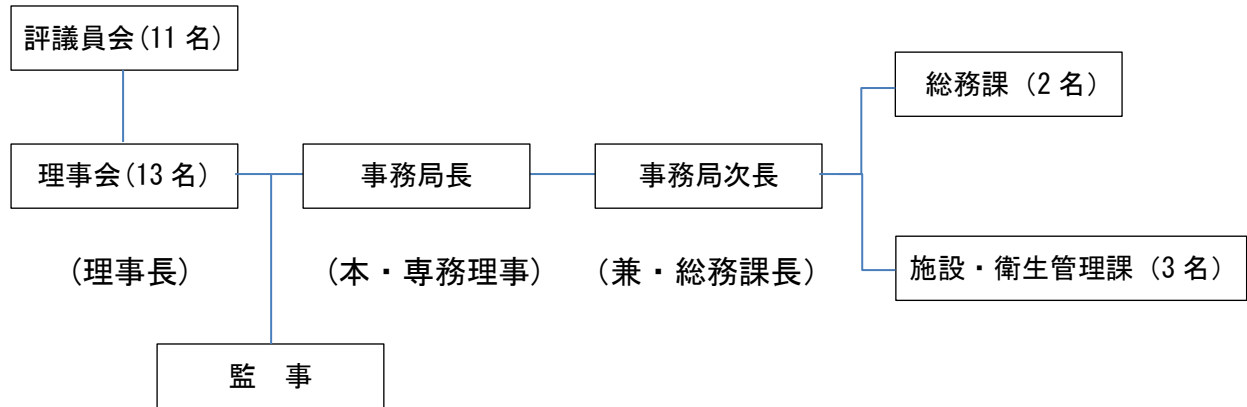 評議員会(11 名)
総務課（2 名）
理事会(13 名)
事務局長
事務局次長
施設・衛生管理課（3 名）
（理事長）
（本・専務理事）
（兼・総務課長）
監　事